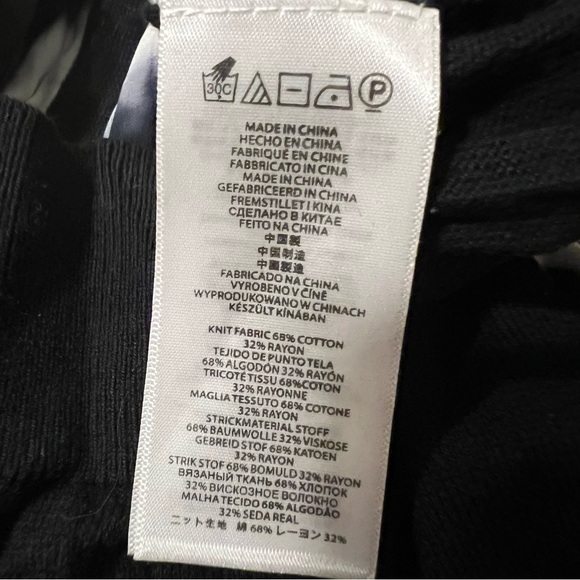 30C P
MADE IN CHINA
HECHO EN CHINA
FABRIQUÉ EN CHINE
FABBRICATO IN CINA
MADE IN CHINA
GEFABRICEERD IN CHINA
FREMSTILLET I KINA
СДЕЛАНО В КИТАЕ
FEITO NA CHINA
中国製
中国制造
中國製造
FABRICADO NA CHINA
VYROBENO V ČÍNĚ
WYPRODUKOWANO W CHINACH
KÉSZÜLT KÍNÁBAN
KNIT FABRIC 68% COTTON
32% RAYON
TEJIDO DE PUNTO TELA
68% ALGODÓN 32% RAYÓN
TRICOTÉ TISSU 68%COTON
32% RAYONNE
MAGLIA TESSUTO 68% COTONE
32% RAYON
STRICKMATERIAL STOFF
68% BAUMWOLLE 32% VISKOSE
GEBREID STOF 68% KATOEN
32% RAYON
STRIK STOF 68% BOMULD 32% RAYON
ВЯЗАНЫЙ ТКАНЬ 68% ХЛОПОК
32% ВИСКОЗНОЕ ВОЛОКНО
MALHA TECIDO 68% ALGODÃO
32% SEDA REAL
ニット生地 綿 68% レーヨン 32%